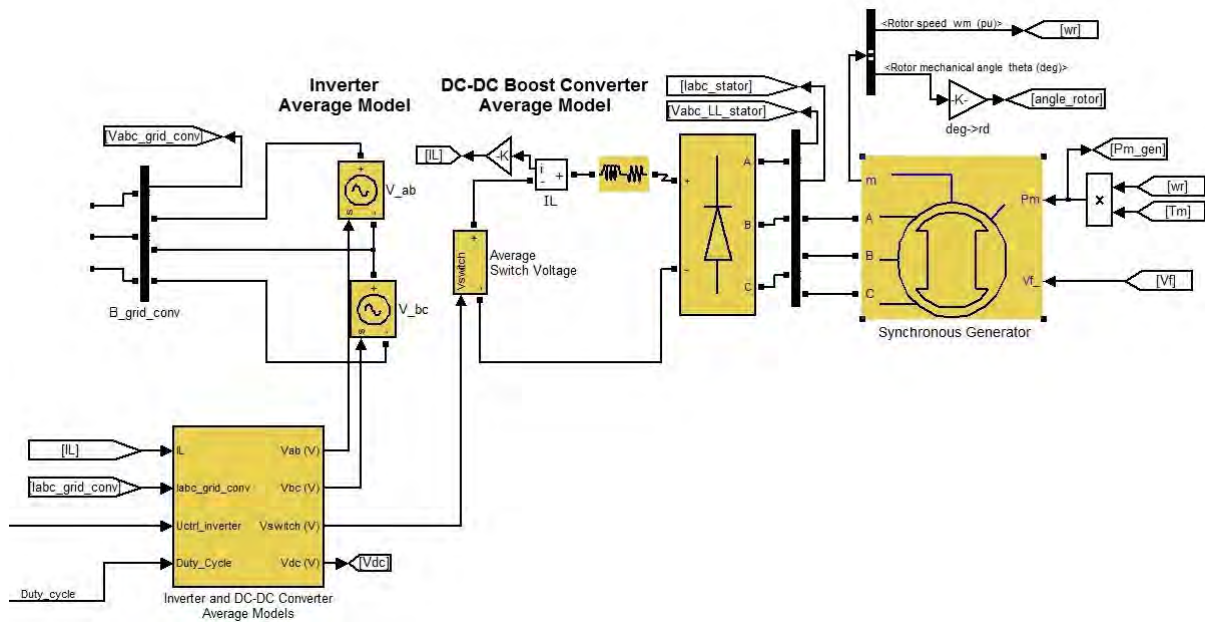 <Rotor speed wm (pu)>
[wr]
<Rotor mechanical angle theta (deg)>
-K-
[angle_rotor]
deg->rd
Inverter
Average Model
DC-DC Boost Converter
Average Model
[Iabc_stator]
[Vabc_LL_stator]
[Vabc_grid_conv]
[IL]
-K-
i
+
-
IL
+
s
-
V_ab
+
s
-
V_bc
B_grid_conv
+
Vswitch
-
Average
Switch Voltage
+
-
A
B
C
m
A
B
C
Pm
Vf_
Synchronous Generator
[Pm_gen]
×
[wr]
[Tm]
[Vf]
[IL]
[Iabc_grid_conv]
Duty_cycle
IL
Iabc_grid_conv
Uctrl_inverter
Duty_Cycle
Vab (V)
Vbc (V)
Vswitch (V)
Vdc (V)
[Vdc]
Inverter and DC-DC Converter
Average Models